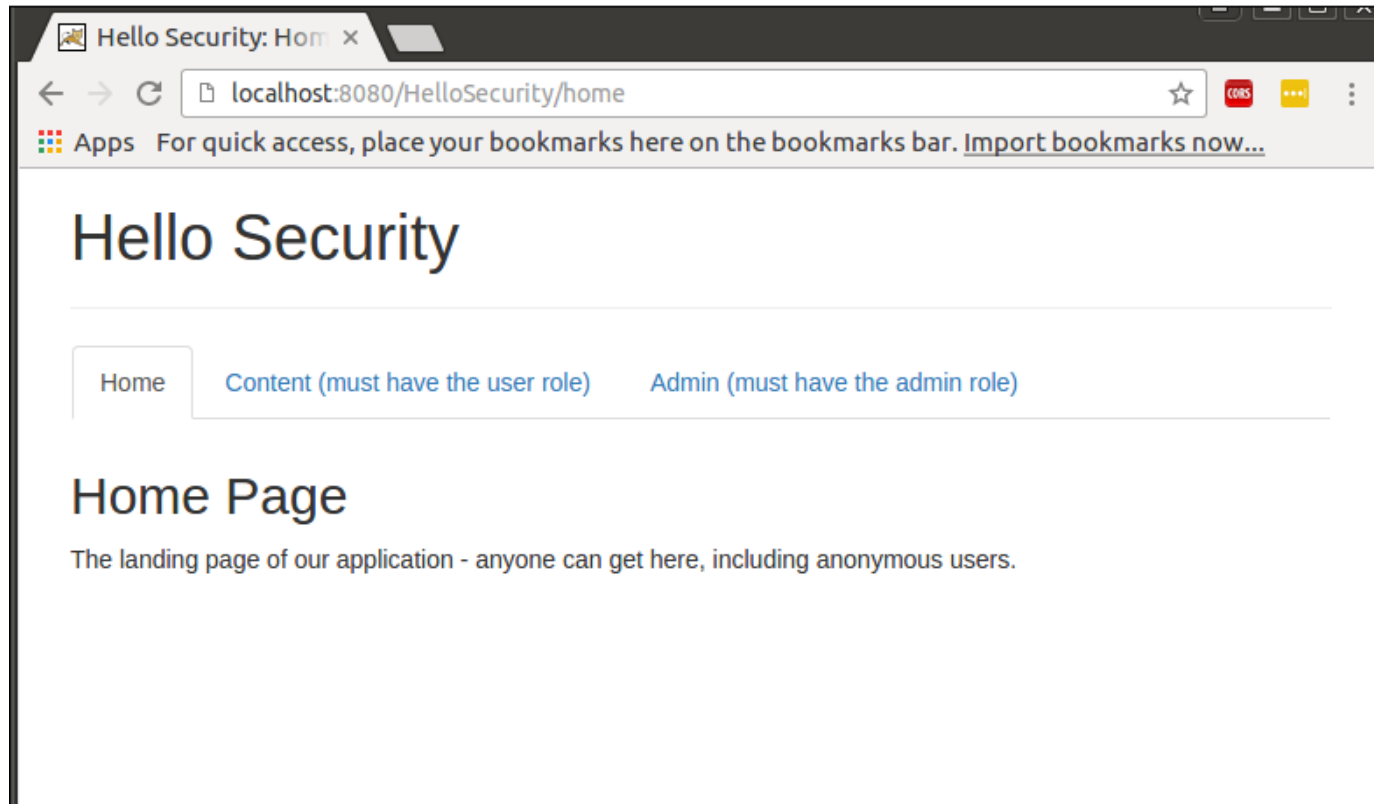 Hello Security: Hom
localhost:8080/HelloSecurity/home
CORS
Apps For quick access, place your bookmarks here on the bookmarks bar. Import bookmarks now...
Hello Security
Home Content (must have the user role) Admin (must have the admin role)
Home Page
The landing page of our application - anyone can get here, including anonymous users.